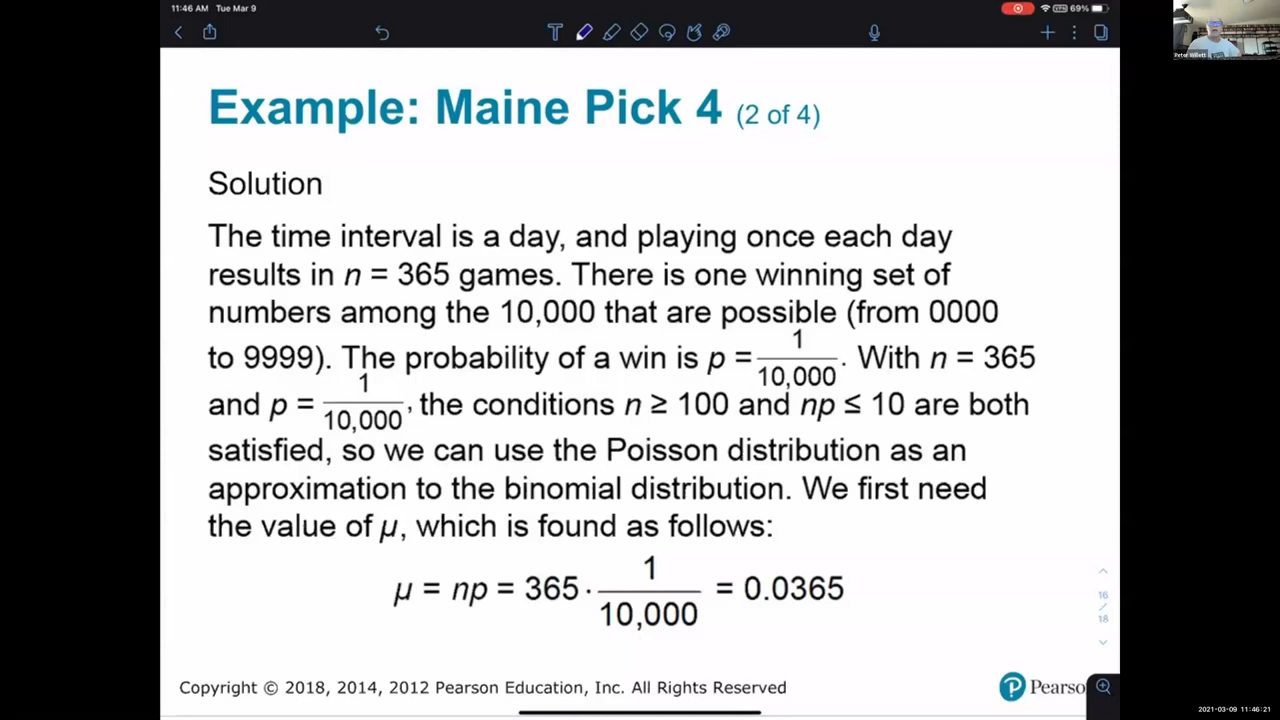 11:46 AM Tue Mar 9
69%
Example: Maine Pick 4 (2 of 4)
Peter Willett
Solution
The time interval is a day, and playing once each day
results in n = 365 games. There is one winning set of
numbers among the 10,000 that are possible (from 0000
to 9999). The probability of a win is p = 1/10,000. With n = 365
and p = 1/10,000, the conditions n ≥ 100 and np ≤ 10 are both
satisfied, so we can use the Poisson distribution as an
approximation to the binomial distribution. We first need
the value of μ, which is found as follows:
μ = np = 365 · 1/10,000 = 0.0365
16
/
18
Copyright © 2018, 2014, 2012 Pearson Education, Inc. All Rights Reserved
P Pearso
2021-03-09 11:46:21